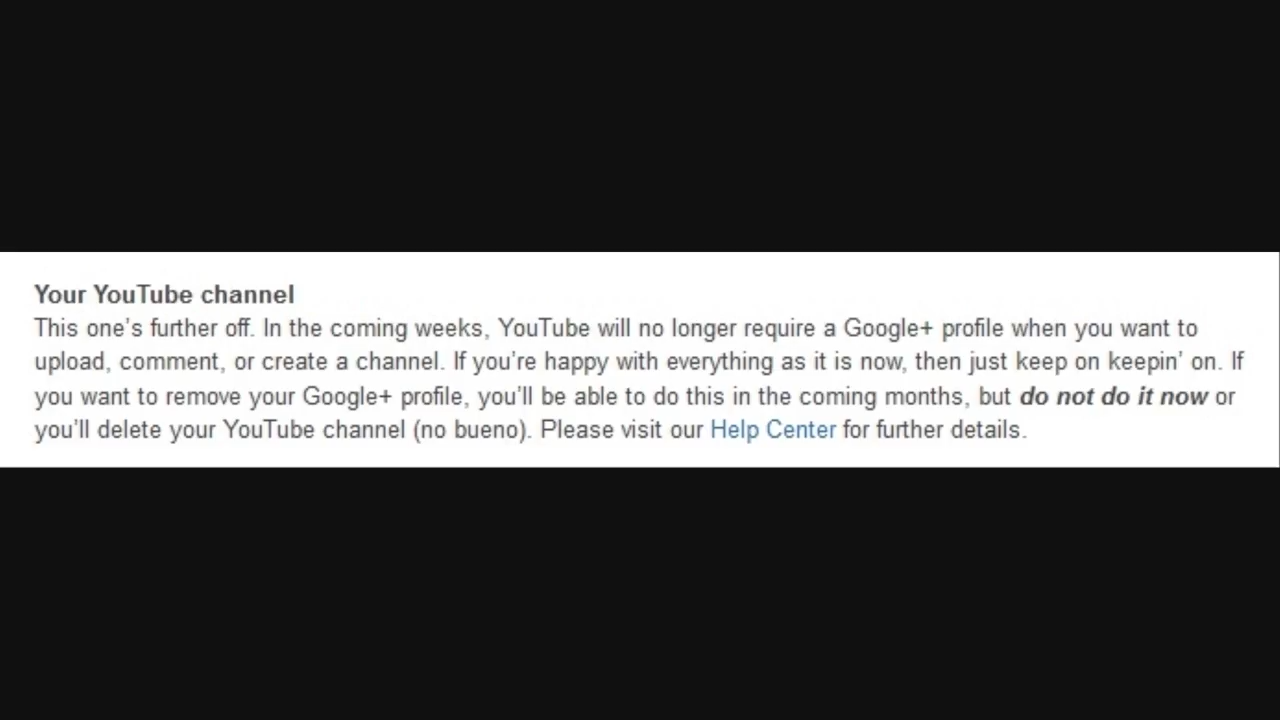 Your YouTube channel
This one’s further off. In the coming weeks, YouTube will no longer require a Google+ profile when you want to
upload, comment, or create a channel. If you’re happy with everything as it is now, then just keep on keepin’ on. If
you want to remove your Google+ profile, you’ll be able to do this in the coming months, but do not do it now or
you’ll delete your YouTube channel (no bueno). Please visit our Help Center for further details.